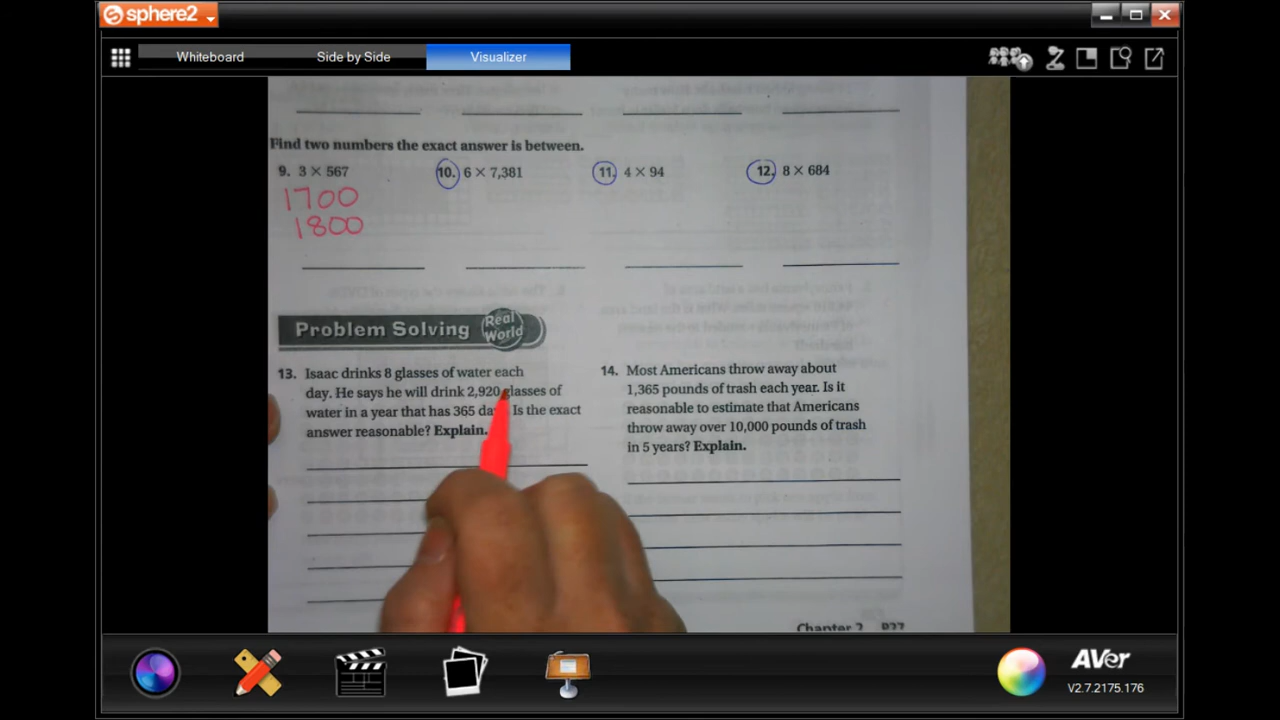 sphere2
Whiteboard Side by Side Visualizer
Find two numbers the exact answer is between.
9. 3 × 567 10. 6 × 7,381 11. 4 × 94 12. 8 × 684
1700
1800
Problem Solving Real World
13. Isaac drinks 8 glasses of water each
day. He says he will drink 2,920 glasses of
water in a year that has 365 Is the exact
answer reasonable? Explain.
14. Most Americans throw away about
1,365 pounds of trash each year. Is it
reasonable to estimate that Americans
throw away over 10,000 pounds of trash
in 5 years? Explain.
Chapter 2 P37
AVer
V2.7.2175.176